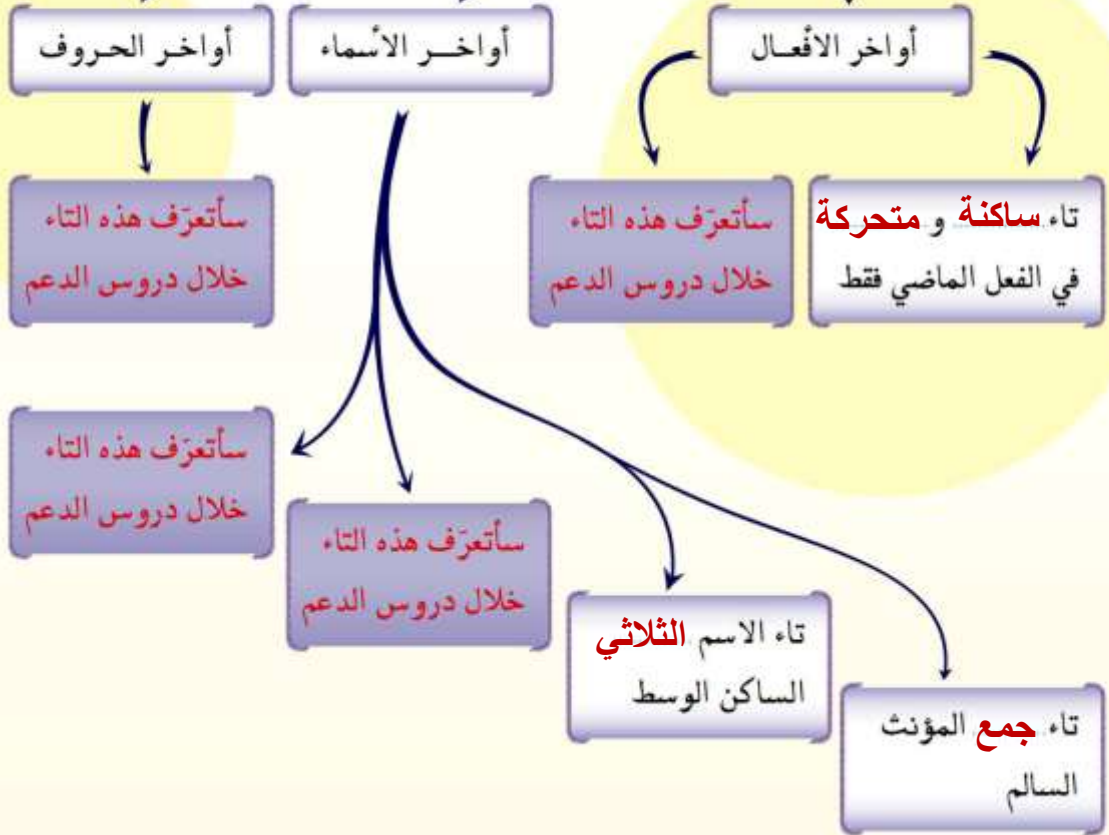 أواخر الأفعال
أواخر الأسماء
أواخر الحروف
تاء ساكنة و متحركة
في الفعل الماضي فقط
سأتعرّف هذه التاء
خلال دروس الدعم
سأتعرّف هذه التاء
خلال دروس الدعم
سأتعرّف هذه التاء
خلال دروس الدعم
سأتعرّف هذه التاء
خلال دروس الدعم
تاء الاسم الثلاثي
الساكن الوسط
تاء جمع المؤنث
السالم